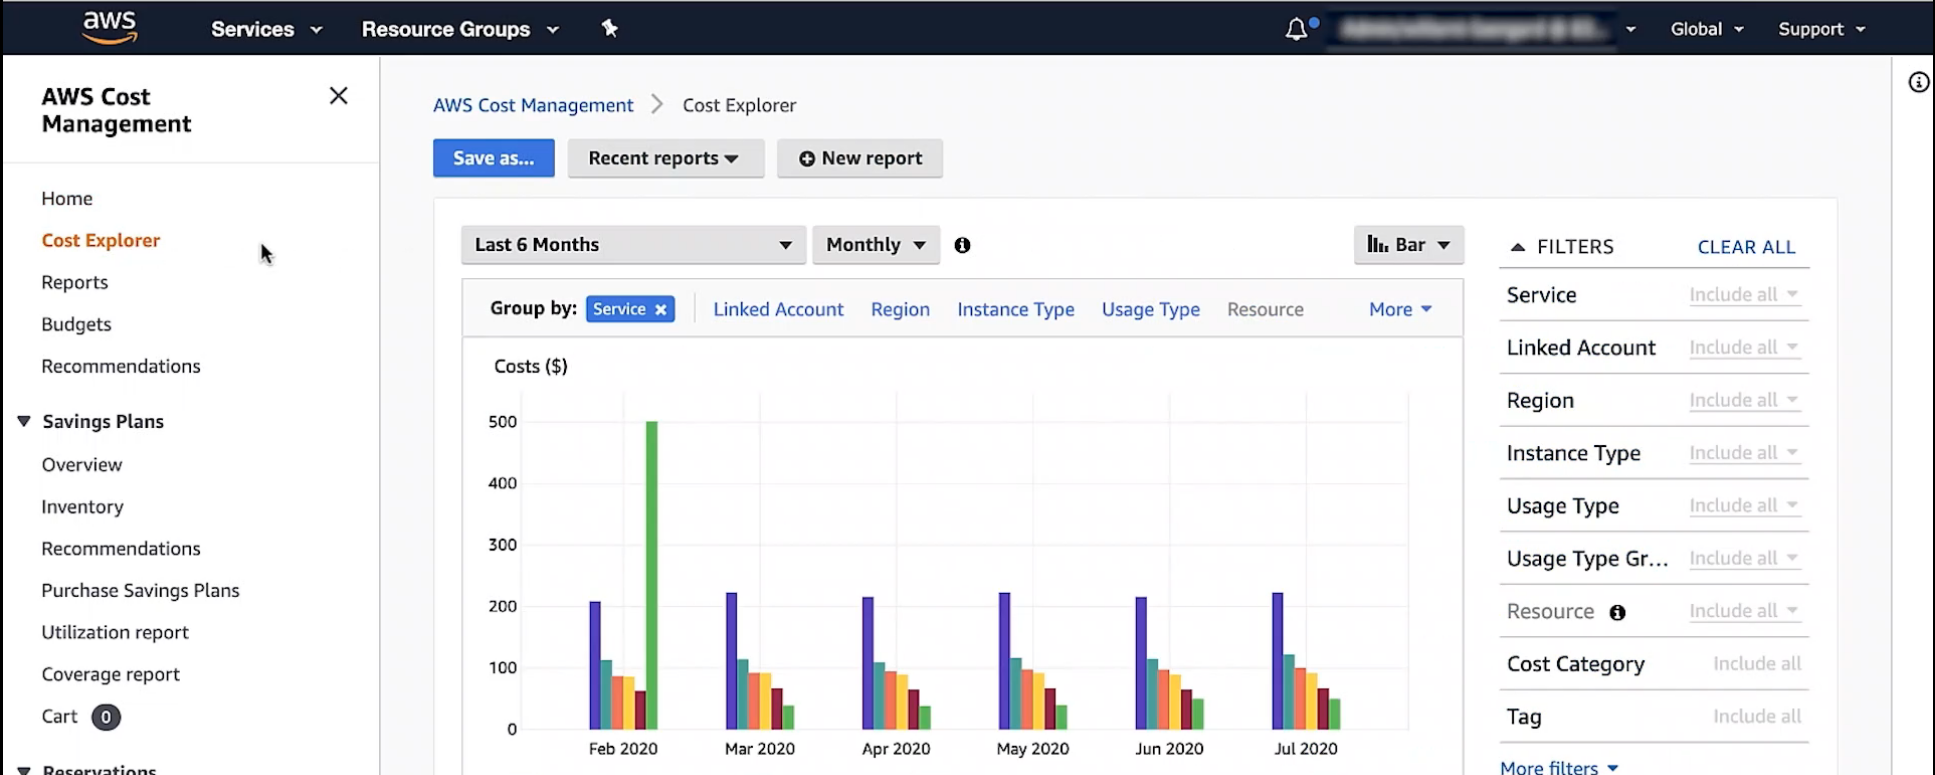 aws Services Resource Groups Global Support
AWS Cost
Management
Home
Cost Explorer
Reports
Budgets
Recommendations
Savings Plans
Overview
Inventory
Recommendations
Purchase Savings Plans
Utilization report
Coverage report
Cart 0
Reservations
AWS Cost Management > Cost Explorer
Save as... Recent reports New report
Last 6 Months Monthly Bar
Group by: Service × Linked Account Region Instance Type Usage Type Resource More
Costs ($)
500
400
300
200
100
0
Feb 2020 Mar 2020 Apr 2020 May 2020 Jun 2020 Jul 2020
FILTERS CLEAR ALL
Service Include all
Linked Account Include all
Region Include all
Instance Type Include all
Usage Type Include all
Usage Type Gr... Include all
Resource Include all
Cost Category Include all
Tag Include all
More filters